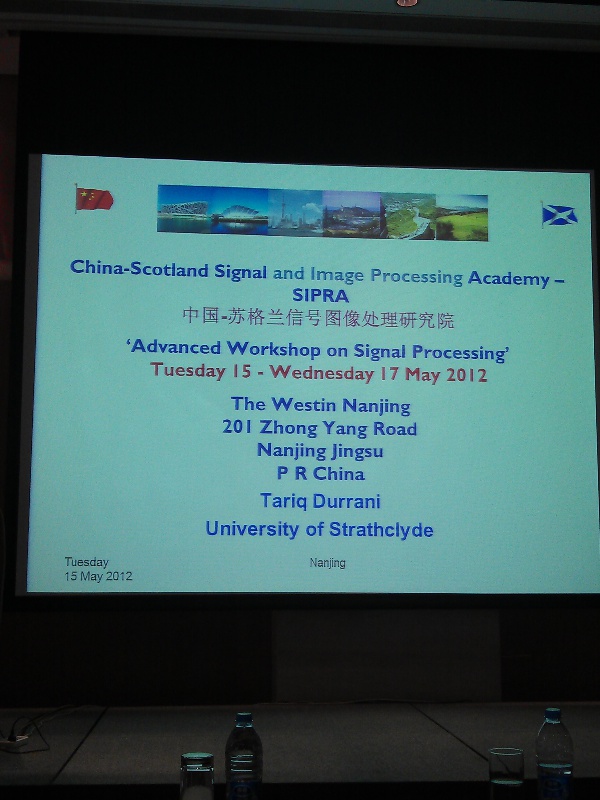 China-Scotland Signal and Image Processing Academy –
SIPRA
中国-苏格兰信号图像处理研究院
‘Advanced Workshop on Signal Processing’
Tuesday 15 - Wednesday 17 May 2012
The Westin Nanjing
201 Zhong Yang Road
Nanjing Jingsu
P R China
Tariq Durrani
University of Strathclyde
Tuesday
15 May 2012
Nanjing